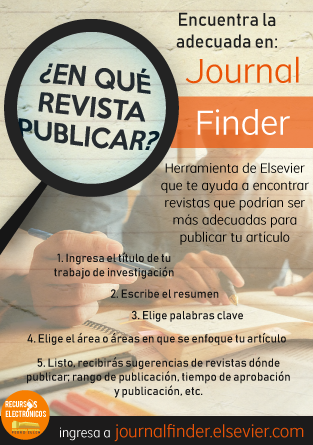 ¿EN QUÉ
REVISTA
PUBLICAR?
Encuentra la
adecuada en:
Journal
Finder
Herramienta de Elsevier
que te ayuda a encontrar
revistas que podrían ser
más adecuadas para
publicar tu artículo
1. Ingresa el título de tu
trabajo de investigación
2. Escribe el resumen
3. Elige palabras clave
4. Elige el área o áreas en que se enfoque tu artículo
5. Listo, recibirás sugerencias de revistas dónde
publicar; rango de publicación, tiempo de aprobación
y publicación, etc.
RECURSOS
ELECTRÓNICOS
ingresa a journalfinder.elsevier.com